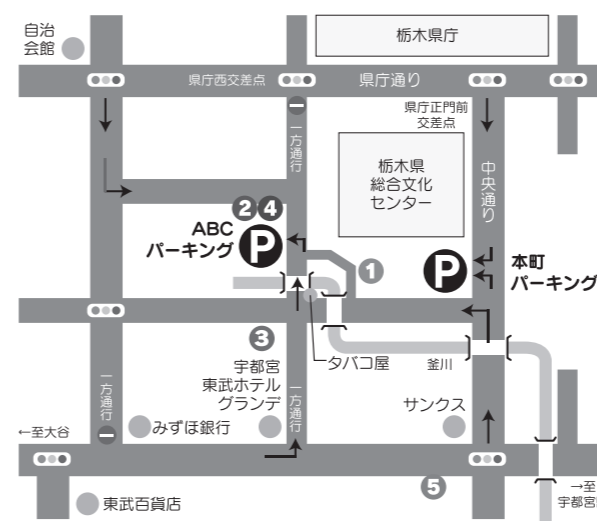 自治
会館
栃木県庁
県庁西交差点
県庁通り
県庁正門前
交差点
一方通行
栃木県
総合文化
センター
中央通り
2 4
ABC
パーキング
P
1
P
本町
パーキング
3
タバコ屋
釜川
宇都宮
東武ホテル
グランデ
一方通行
一方通行
サンクス
みずほ銀行
←至大谷
5
東武百貨店
→至
宇都宮